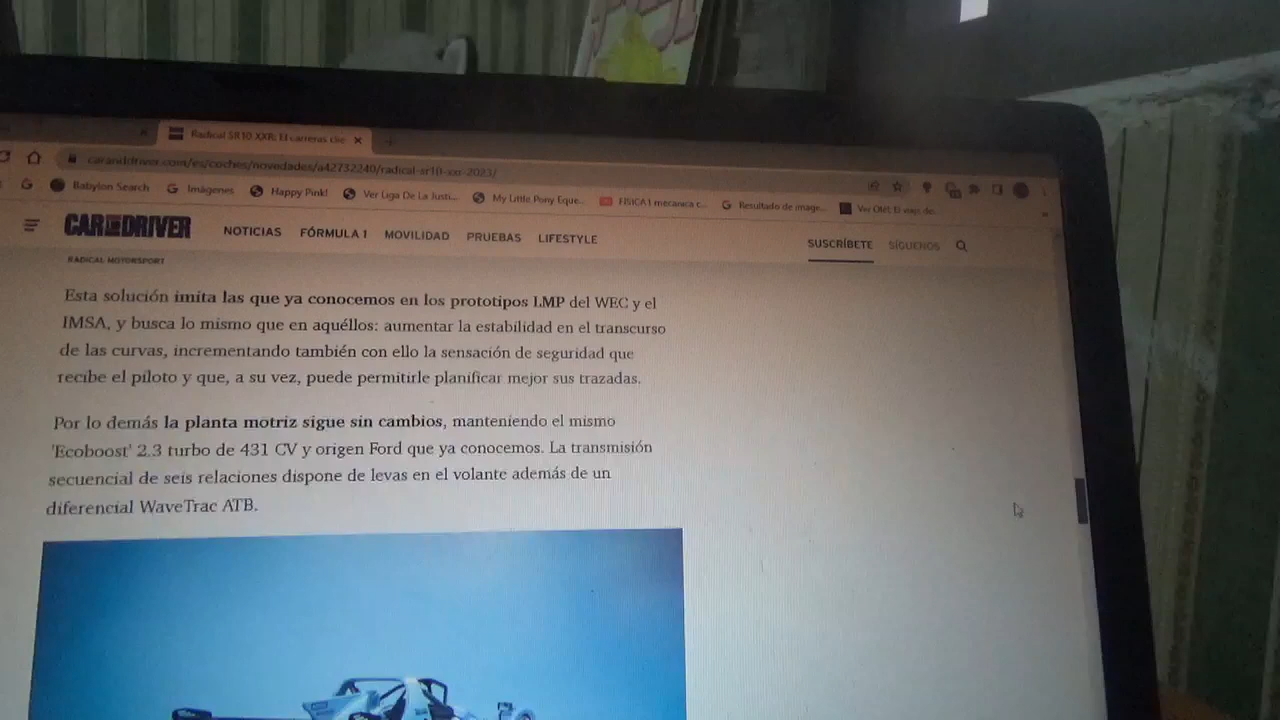 Radical SR10 XXR: El carreras clie
caranddriver.com/es/coches/novedades/a42732240/radical-sr10-xxr-2023/
Babylon Search Imágenes Happy Pink! Ver Liga De La Justi... My Little Pony Eque... FISICA 1 mecanica c... Resultado de image... Ver
CAR AND DRIVER NOTICIAS FÓRMULA 1 MOVILIDAD PRUEBAS LIFESTYLE SUSCRÍBETE SÍGUENOS
RADICAL MOTORSPORT
Esta solución imita las que ya conocemos en los prototipos LMP del WEC y el
IMSA, y busca lo mismo que en aquéllos: aumentar la estabilidad en el transcurso
de las curvas, incrementando también con ello la sensación de seguridad que
recibe el piloto y que, a su vez, puede permitirle planificar mejor sus trazadas.
Por lo demás la planta motriz sigue sin cambios, manteniendo el mismo
'Ecoboost' 2.3 turbo de 431 CV y origen Ford que ya conocemos. La transmisión
secuencial de seis relaciones dispone de levas en el volante además de un
diferencial WaveTrac ATB.